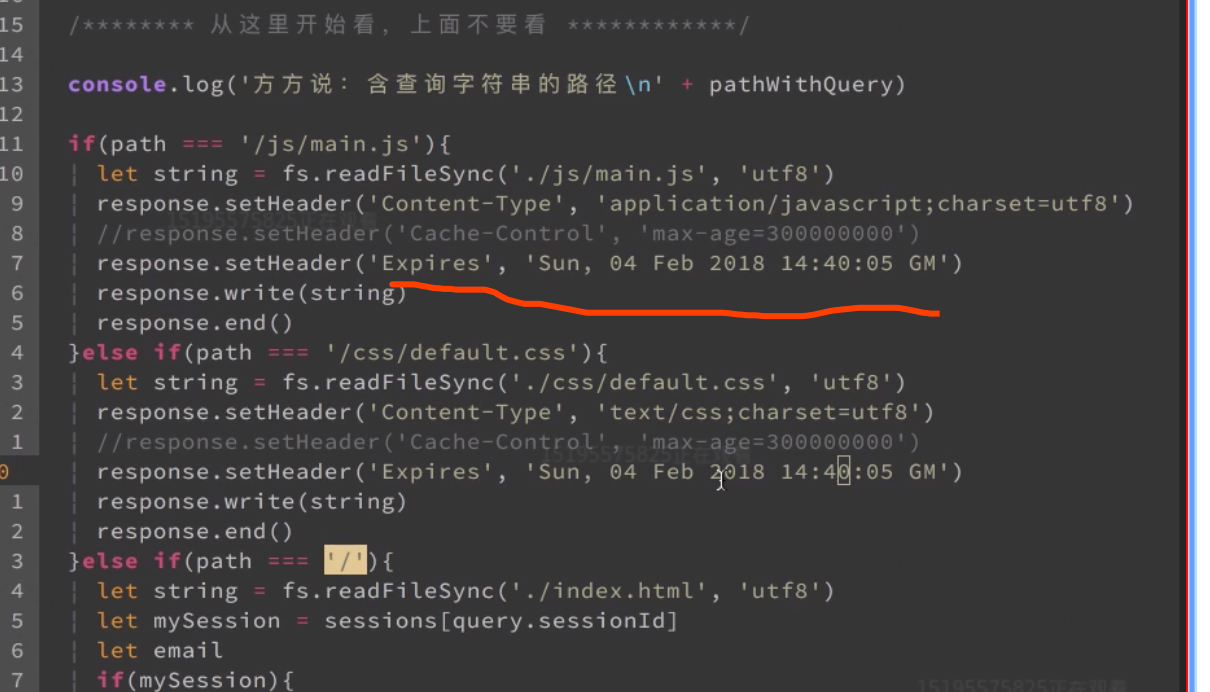 15 /******** 从这里开始看, 上面不要看 ************/
14
13 console.log('方方说: 含查询字符串的路径\n' + pathWithQuery)
12
11 if(path === '/js/main.js'){
10 let string = fs.readFileSync('./js/main.js', 'utf8')
9 response.setHeader('Content-Type', 'application/javascript;charset=utf8')
8 //response.setHeader('Cache-Control', 'max-age=300000000')
7 response.setHeader('Expires', 'Sun, 04 Feb 2018 14:40:05 GM')
6 response.write(string)
5 response.end()
4 }else if(path === '/css/default.css'){
3 let string = fs.readFileSync('./css/default.css', 'utf8')
2 response.setHeader('Content-Type', 'text/css;charset=utf8')
1 //response.setHeader('Cache-Control', 'max-age=300000000')
0 response.setHeader('Expires', 'Sun, 04 Feb 2018 14:40:05 GM')
1 response.write(string)
2 response.end()
3 }else if(path === '/'){
4 let string = fs.readFileSync('./index.html', 'utf8')
5 let mySession = sessions[query.sessionId]
6 let email
7 if(mySession){
15195575825正在观看